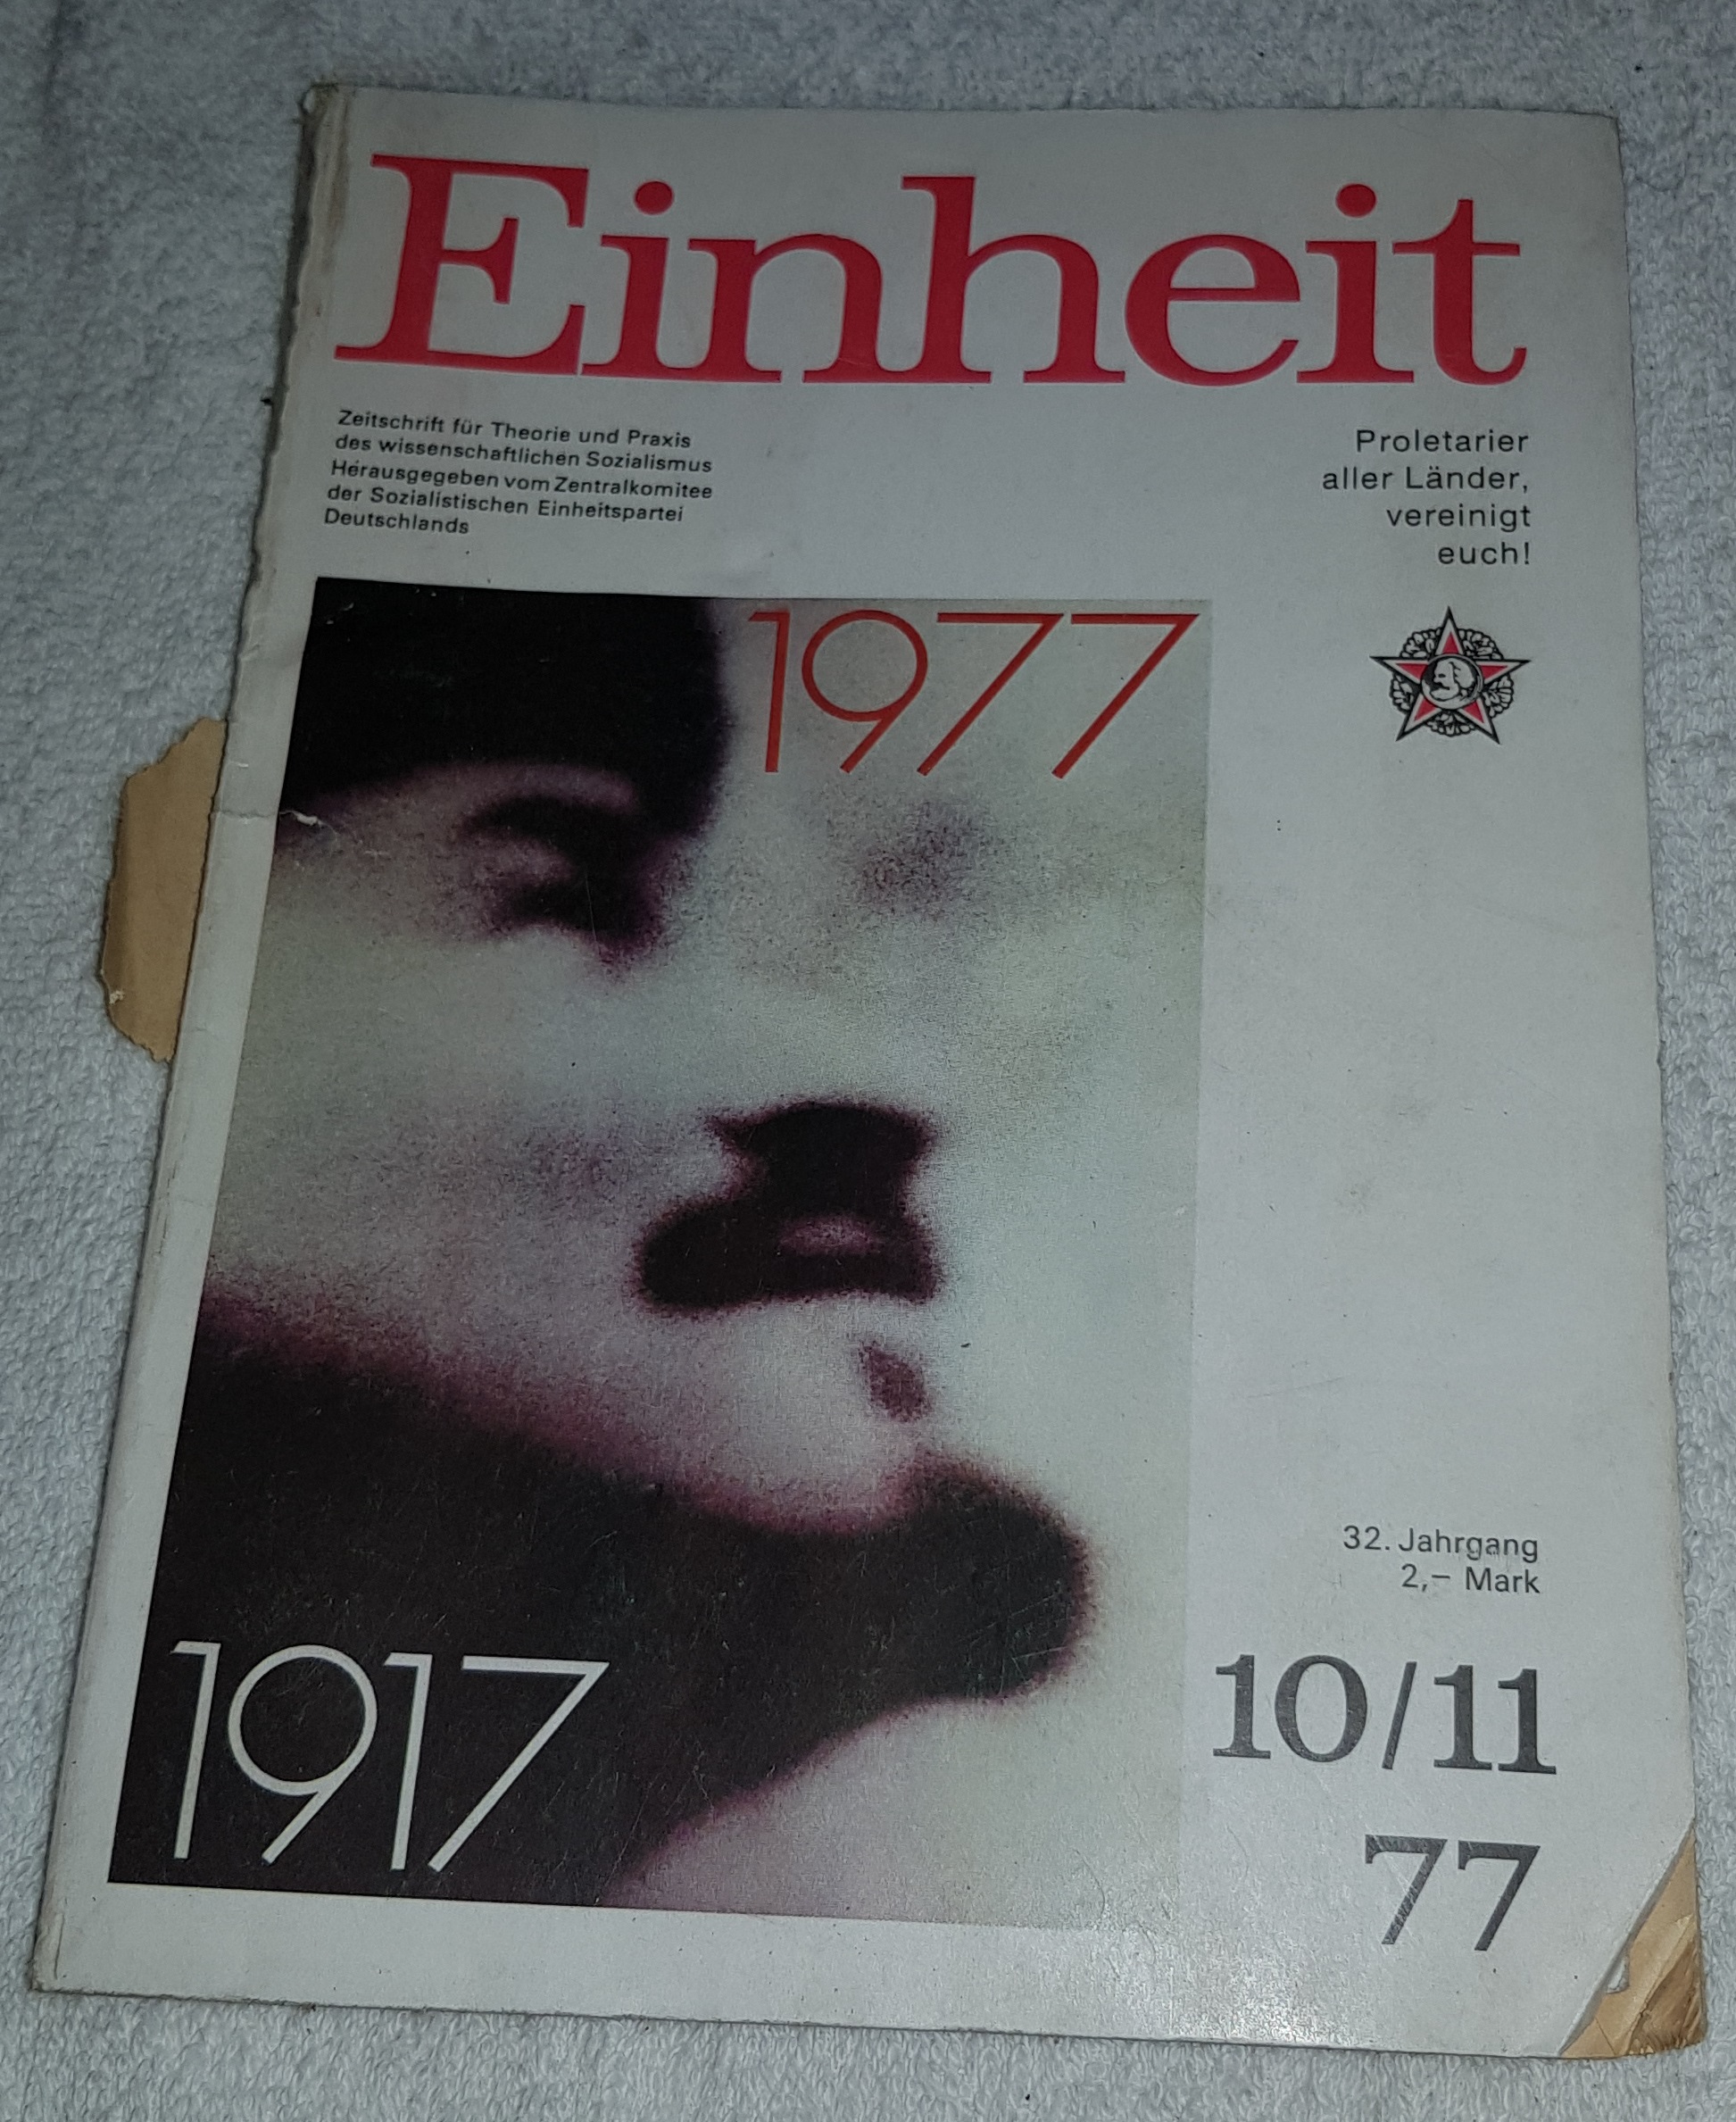 Einheit
Zeitschrift für Theorie und Praxis
des wissenschaftlichen Sozialismus
Herausgegeben vom Zentralkomitee
der Sozialistischen Einheitspartei
Deutschlands
Proletarier
aller Länder,
vereinigt
euch!
1977
1917
32. Jahrgang
2,– Mark
10/11
77